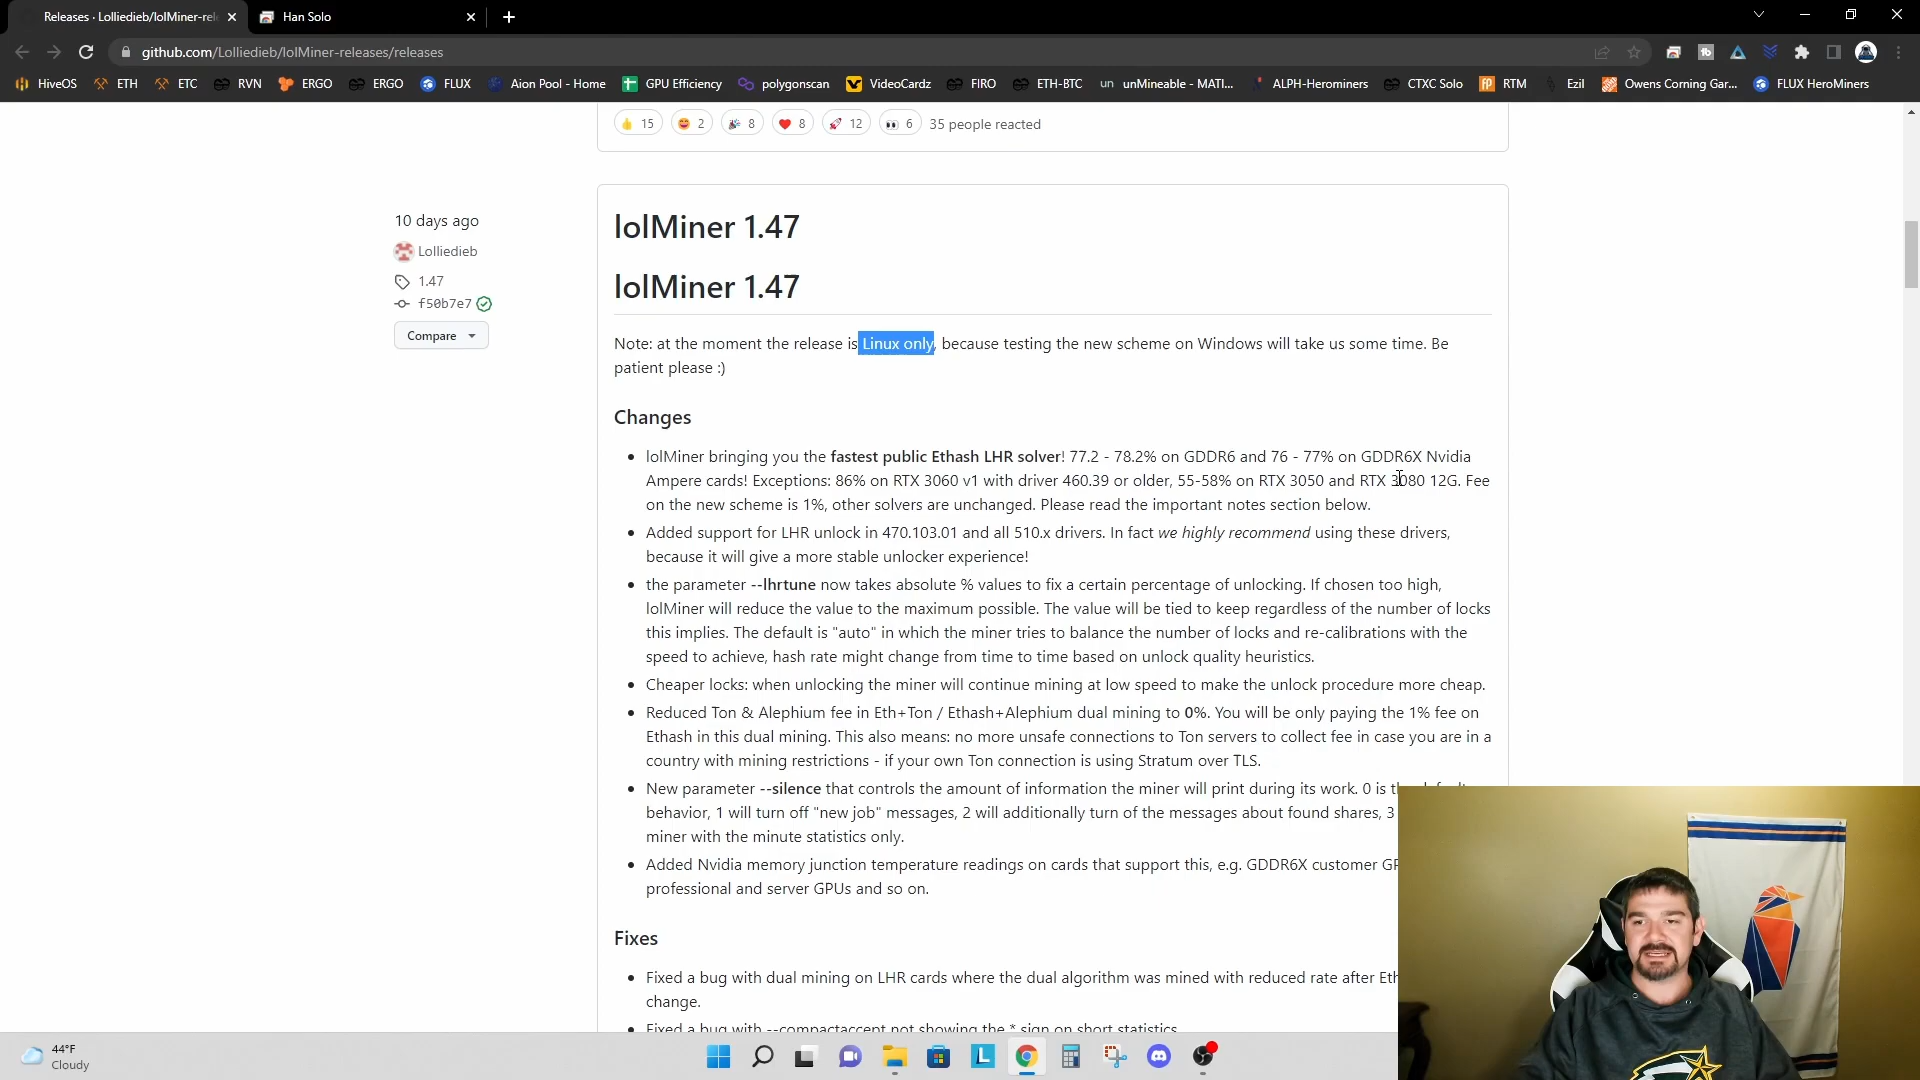 Releases · Lolliedieb/lolMiner-rel
Han Solo
github.com/Lolliedieb/lolMiner-releases/releases
HiveOS ETH ETC RVN ERGO ERGO FLUX Aion Pool - Home GPU Efficiency polygonscan VideoCardz FIRO ETH-BTC un unMineable - MATI... ALPH-Herominers CTXC Solo RTM Ezil Owens Corning Gar... FLUX HeroMiners
15 2 8 8 12 6 35 people reacted
10 days ago
Lolliedieb
1.47
f50b7e7
Compare
lolMiner 1.47
lolMiner 1.47
Note: at the moment the release is Linux only, because testing the new scheme on Windows will take us some time. Be
patient please :)
Changes
lolMiner bringing you the fastest public Ethash LHR solver! 77.2 - 78.2% on GDDR6 and 76 - 77% on GDDR6X Nvidia
Ampere cards! Exceptions: 86% on RTX 3060 v1 with driver 460.39 or older, 55-58% on RTX 3050 and RTX 3080 12G. Fee
on the new scheme is 1%, other solvers are unchanged. Please read the important notes section below.
Added support for LHR unlock in 470.103.01 and all 510.x drivers. In fact we highly recommend using these drivers,
because it will give a more stable unlocker experience!
the parameter --lhrtune now takes absolute % values to fix a certain percentage of unlocking. If chosen too high,
lolMiner will reduce the value to the maximum possible. The value will be tied to keep regardless of the number of locks
this implies. The default is "auto" in which the miner tries to balance the number of locks and re-calibrations with the
speed to achieve, hash rate might change from time to time based on unlock quality heuristics.
Cheaper locks: when unlocking the miner will continue mining at low speed to make the unlock procedure more cheap.
Reduced Ton & Alephium fee in Eth+Ton / Ethash+Alephium dual mining to 0%. You will be only paying the 1% fee on
Ethash in this dual mining. This also means: no more unsafe connections to Ton servers to collect fee in case you are in a
country with mining restrictions - if your own Ton connection is using Stratum over TLS.
New parameter --silence that controls the amount of information the miner will print during its work. 0 is
behavior, 1 will turn off "new job" messages, 2 will additionally turn of the messages about found shares, 3
miner with the minute statistics only.
Added Nvidia memory junction temperature readings on cards that support this, e.g. GDDR6X customer
professional and server GPUs and so on.
Fixes
Fixed a bug with dual mining on LHR cards where the dual algorithm was mined with reduced rate after
change.
Fixed a bug with --compactaccept not showing the * sign on short statistics
44°F
Cloudy